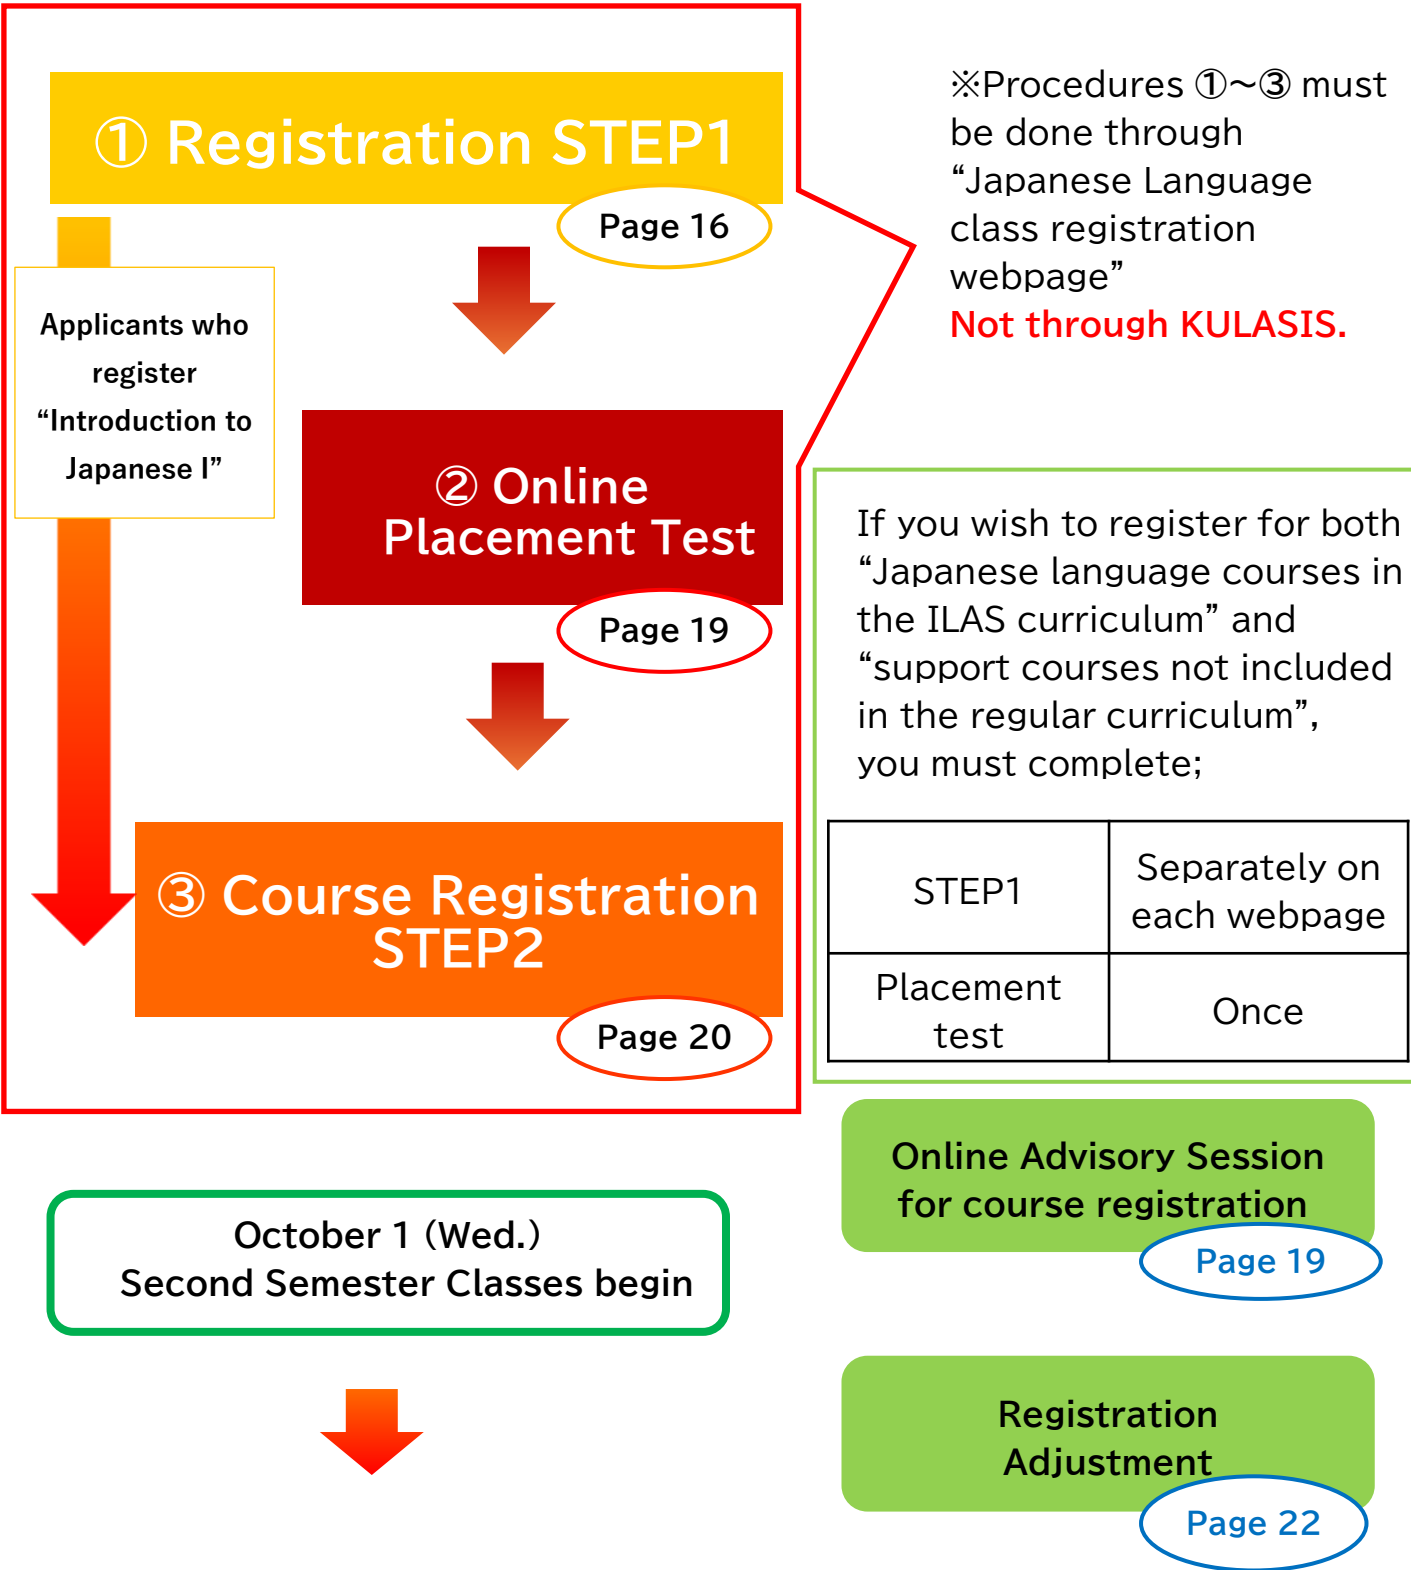 ① Registration STEP1
Page 16
※Procedures ①~③ must
be done through
“Japanese Language
class registration
webpage”
Not through KULASIS.
Applicants who
register
“Introduction to
Japanese I”
② Online
Placement Test
Page 19
③ Course Registration
STEP2
Page 20
If you wish to register for both
“Japanese language courses in
the ILAS curriculum” and
“support courses not included
in the regular curriculum”,
you must complete;
STEP1
Separately on
each webpage
Placement
test
Once
October 1 (Wed.)
Second Semester Classes begin
Online Advisory Session
for course registration
Page 19
Registration
Adjustment
Page 22